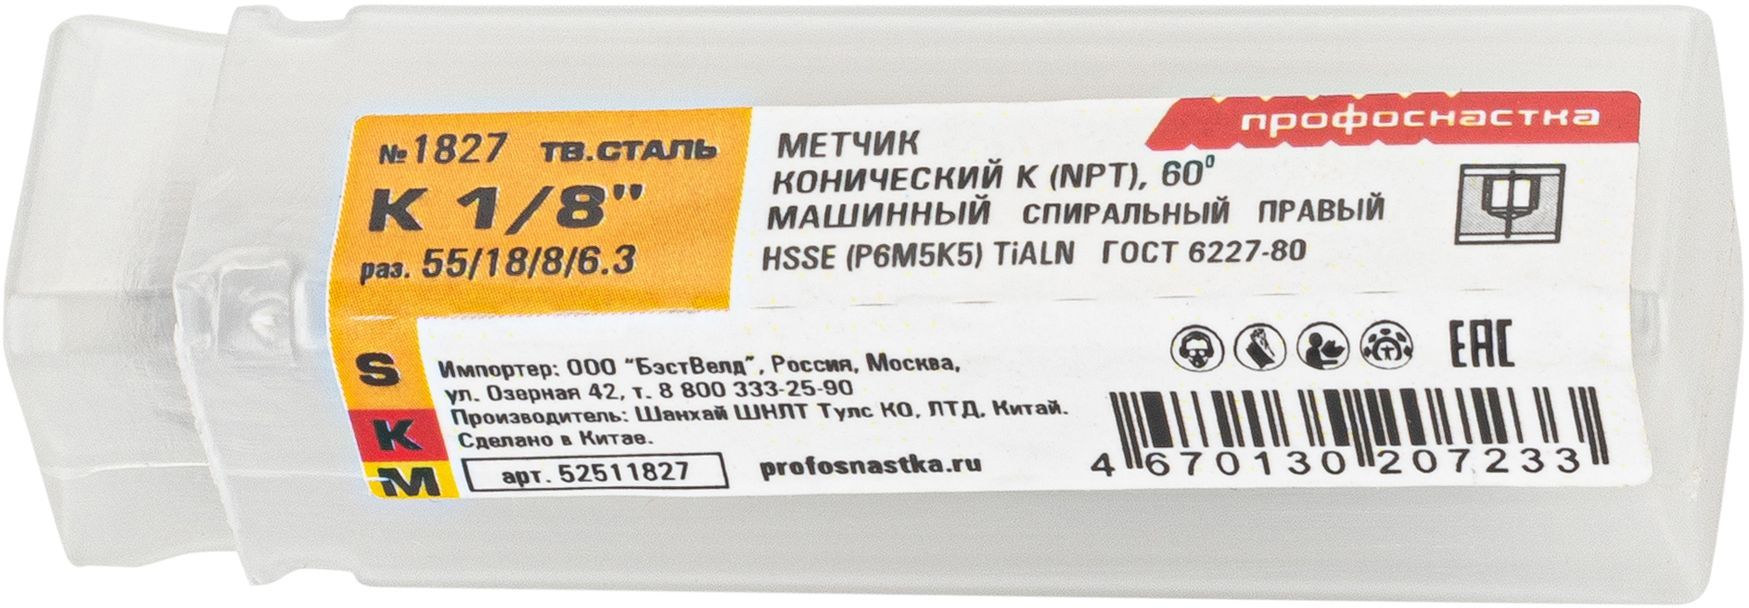 профоснастка
№1827 ТВ.СТАЛЬ
К 1/8"
раз. 55/18/8/6.3
МЕТЧИК
КОНИЧЕСКИЙ К (NPT), 60⁰
МАШИННЫЙ СПИРАЛЬНЫЙ ПРАВЫЙ
HSSE (Р6М5К5) TiALN ГОСТ 6227-80
S
K
M
Импортер: ООО "БэстВелд", Россия, Москва,
ул. Озерная 42, т. 8 800 333-25-90
Производитель: Шанхай ШНЛТ Тулс КО, ЛТД, Китай.
Сделано в Китае.
арт. 52511827
profosnastka.ru
EAC
4 670130 207233